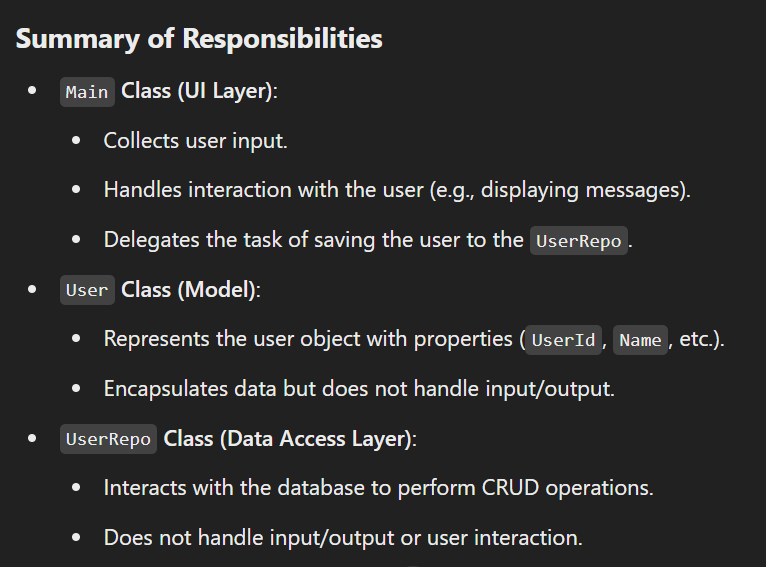 Summary of Responsibilities
• Main Class (UI Layer):
• Collects user input.
• Handles interaction with the user (e.g., displaying messages).
• Delegates the task of saving the user to the UserRepo.
• User Class (Model):
• Represents the user object with properties (UserId, Name, etc.).
• Encapsulates data but does not handle input/output.
• UserRepo Class (Data Access Layer):
• Interacts with the database to perform CRUD operations.
• Does not handle input/output or user interaction.